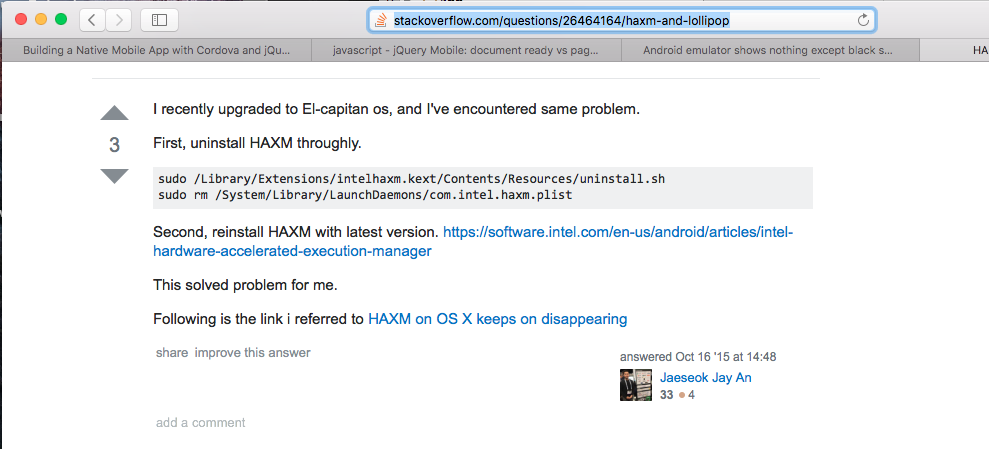 stackoverflow.com/questions/26464164/haxm-and-lollipop
Building a Native Mobile App with Cordova and jQu... javascript - jQuery Mobile: document ready vs pag... Android emulator shows nothing except black s... HA
I recently upgraded to El-capitan os, and I've encountered same problem.
3
First, uninstall HAXM throughly.
sudo /Library/Extensions/intelhaxm.kext/Contents/Resources/uninstall.sh
sudo rm /System/Library/LaunchDaemons/com.intel.haxm.plist
Second, reinstall HAXM with latest version. https://software.intel.com/en-us/android/articles/intel-
hardware-accelerated-execution-manager
This solved problem for me.
Following is the link i referred to HAXM on OS X keeps on disappearing
share improve this answer
answered Oct 16 '15 at 14:48
Jaeseok Jay An
33 ●4
add a comment